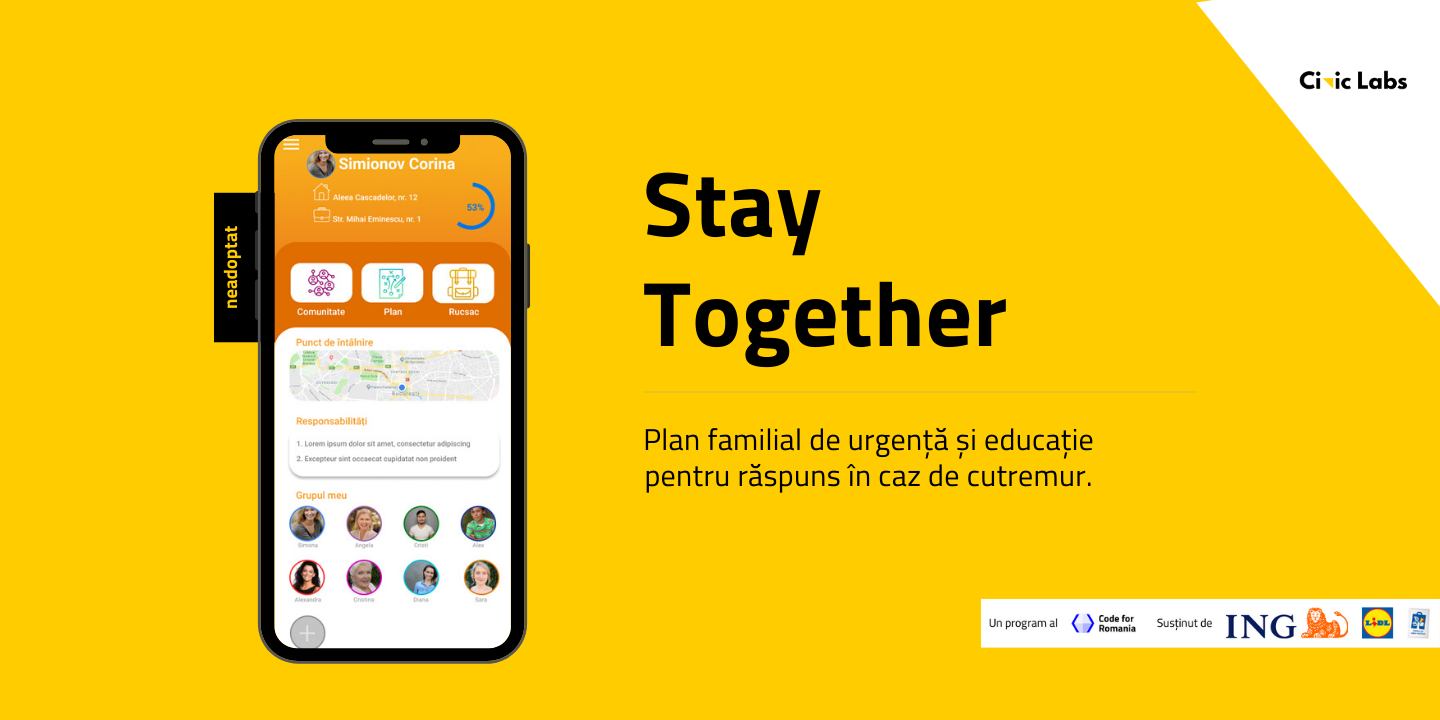 Civic Labs
Simionov Corina
Aleea Cascadelor, nr. 12
53%
Str. Mihai Eminescu, nr. 1
neadoptat
Comunitate
Plan
Rucsac
Punct de întâlnire
București
Responsabilități
1. Lorem ipsum dolor sit amet, consectetur adipiscing
2. Excepteur sint occaecat cupidatat non proident
Grupul meu
Simona
Angela
Cristi
Alex
Alexandra
Cristina
Diana
Sara
Stay
Together
Plan familial de urgență și educație
pentru răspuns în caz de cutremur.
Un program al
Code for
Romania
Susținut de
ING
LIDL